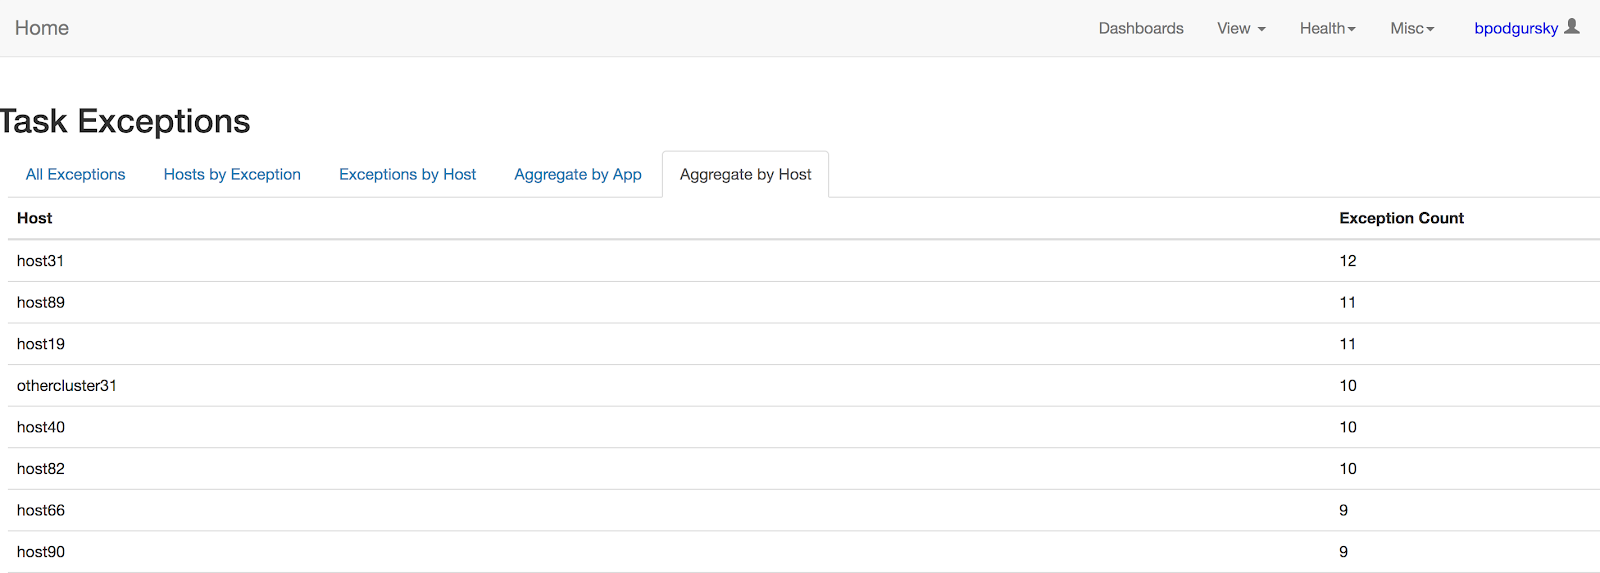 Home Dashboards View Health Misc bpodgursky
Task Exceptions
All Exceptions Hosts by Exception Exceptions by Host Aggregate by App Aggregate by Host
Host Exception Count
host31 12
host89 11
host19 11
othercluster31 10
host40 10
host82 10
host66 9
host90 9